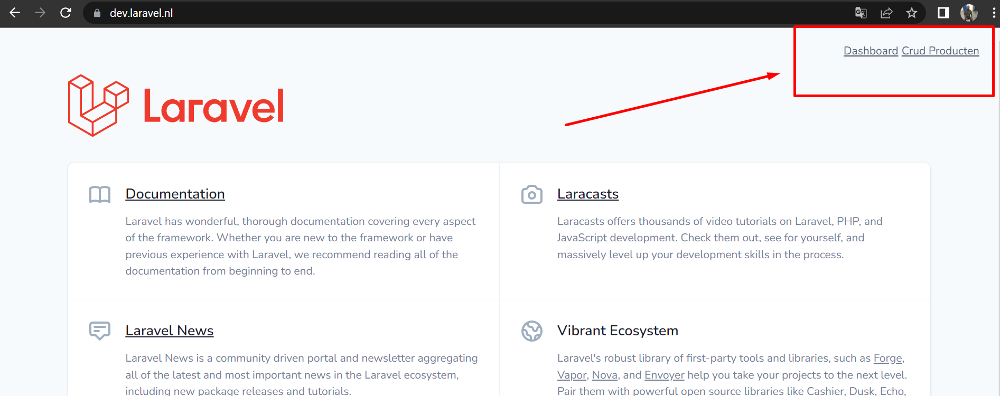 dev.laravel.nl
Dashboard Crud Producten
Laravel
Documentation
Laravel has wonderful, thorough documentation covering every aspect
of the framework. Whether you are new to the framework or have
previous experience with Laravel, we recommend reading all of the
documentation from beginning to end.
Laracasts
Laracasts offers thousands of video tutorials on Laravel, PHP, and
JavaScript development. Check them out, see for yourself, and
massively level up your development skills in the process.
Laravel News
Laravel News is a community driven portal and newsletter aggregating
all of the latest and most important news in the Laravel ecosystem,
including new package releases and tutorials.
Vibrant Ecosystem
Laravel's robust library of first-party tools and libraries, such as Forge,
Vapor, Nova, and Envoyer help you take your projects to the next level.
Pair them with powerful open source libraries like Cashier, Dusk, Echo,